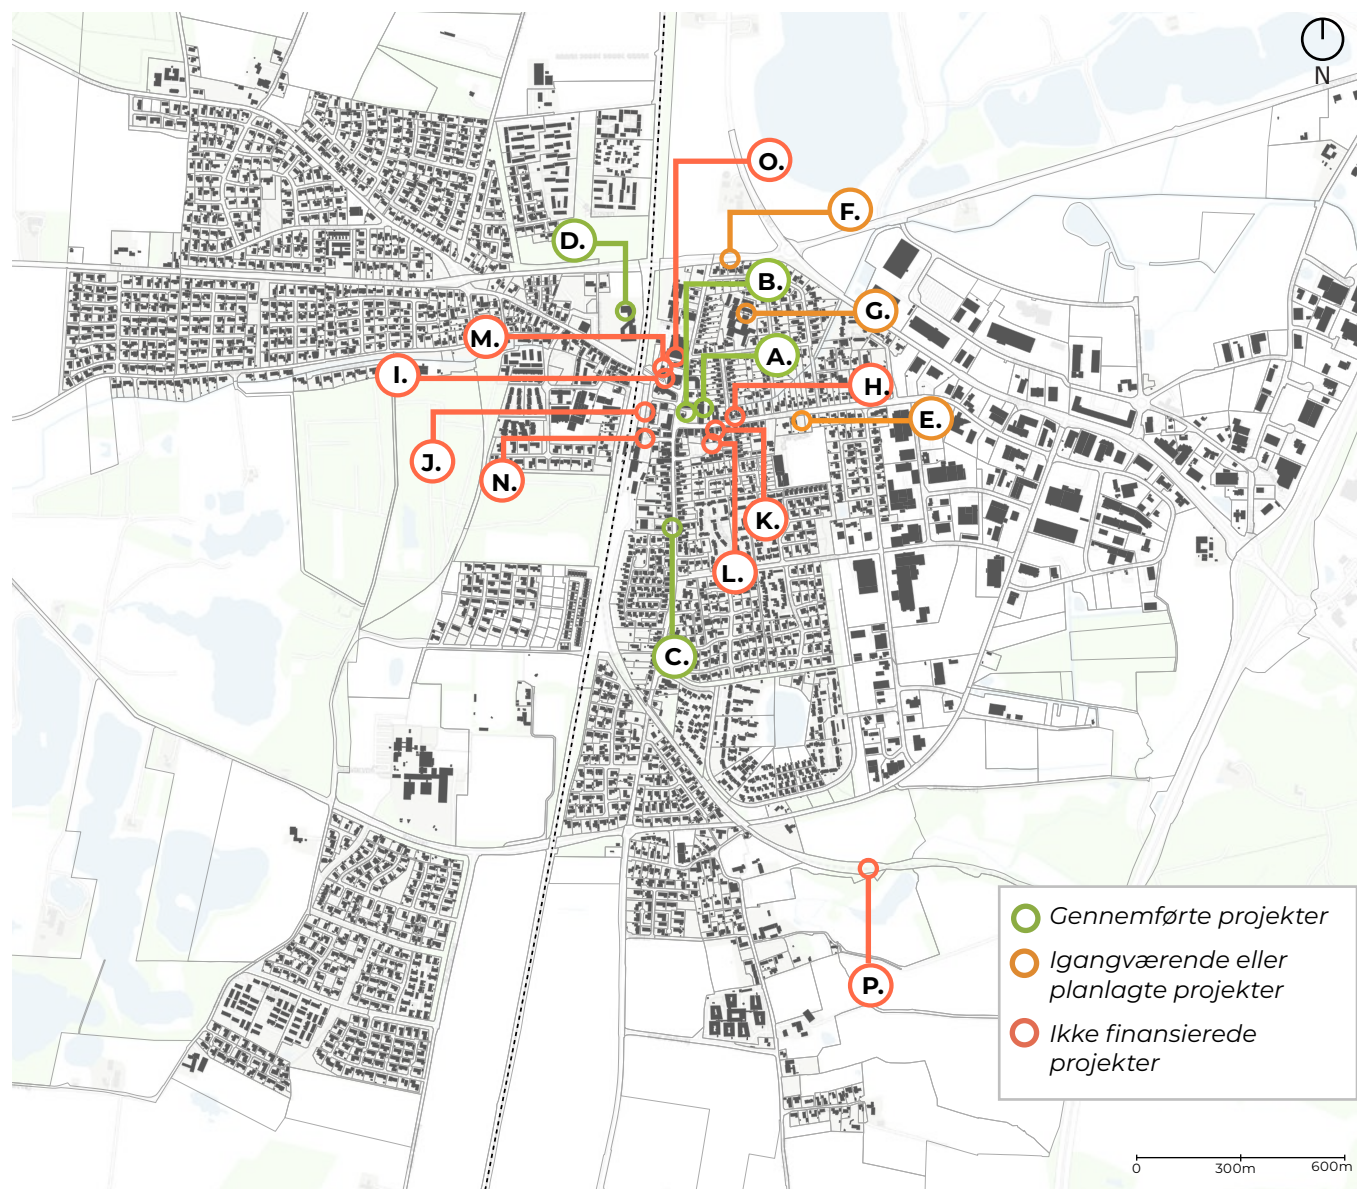 N
O.
F.
D.
B.
G.
M.
A.
I.
H.
E.
J.
N.
K.
L.
C.
P.
Gennemførte projekter
Igangværende eller
planlagte projekter
Ikke finansierede
projekter
0 300m 600m